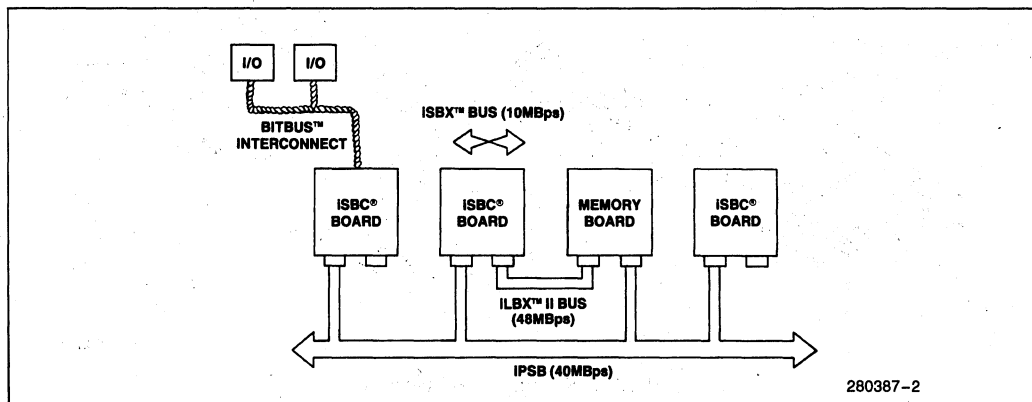 I/O
I/O
BITBUS™
INTERCONNECT
iSBX™ BUS (10MBps)
iSBC®
BOARD
iSBC®
BOARD
MEMORY
BOARD
iSBC®
BOARD
iLBX™ II BUS
(48MBps)
iPSB (40MBps)
280387–2